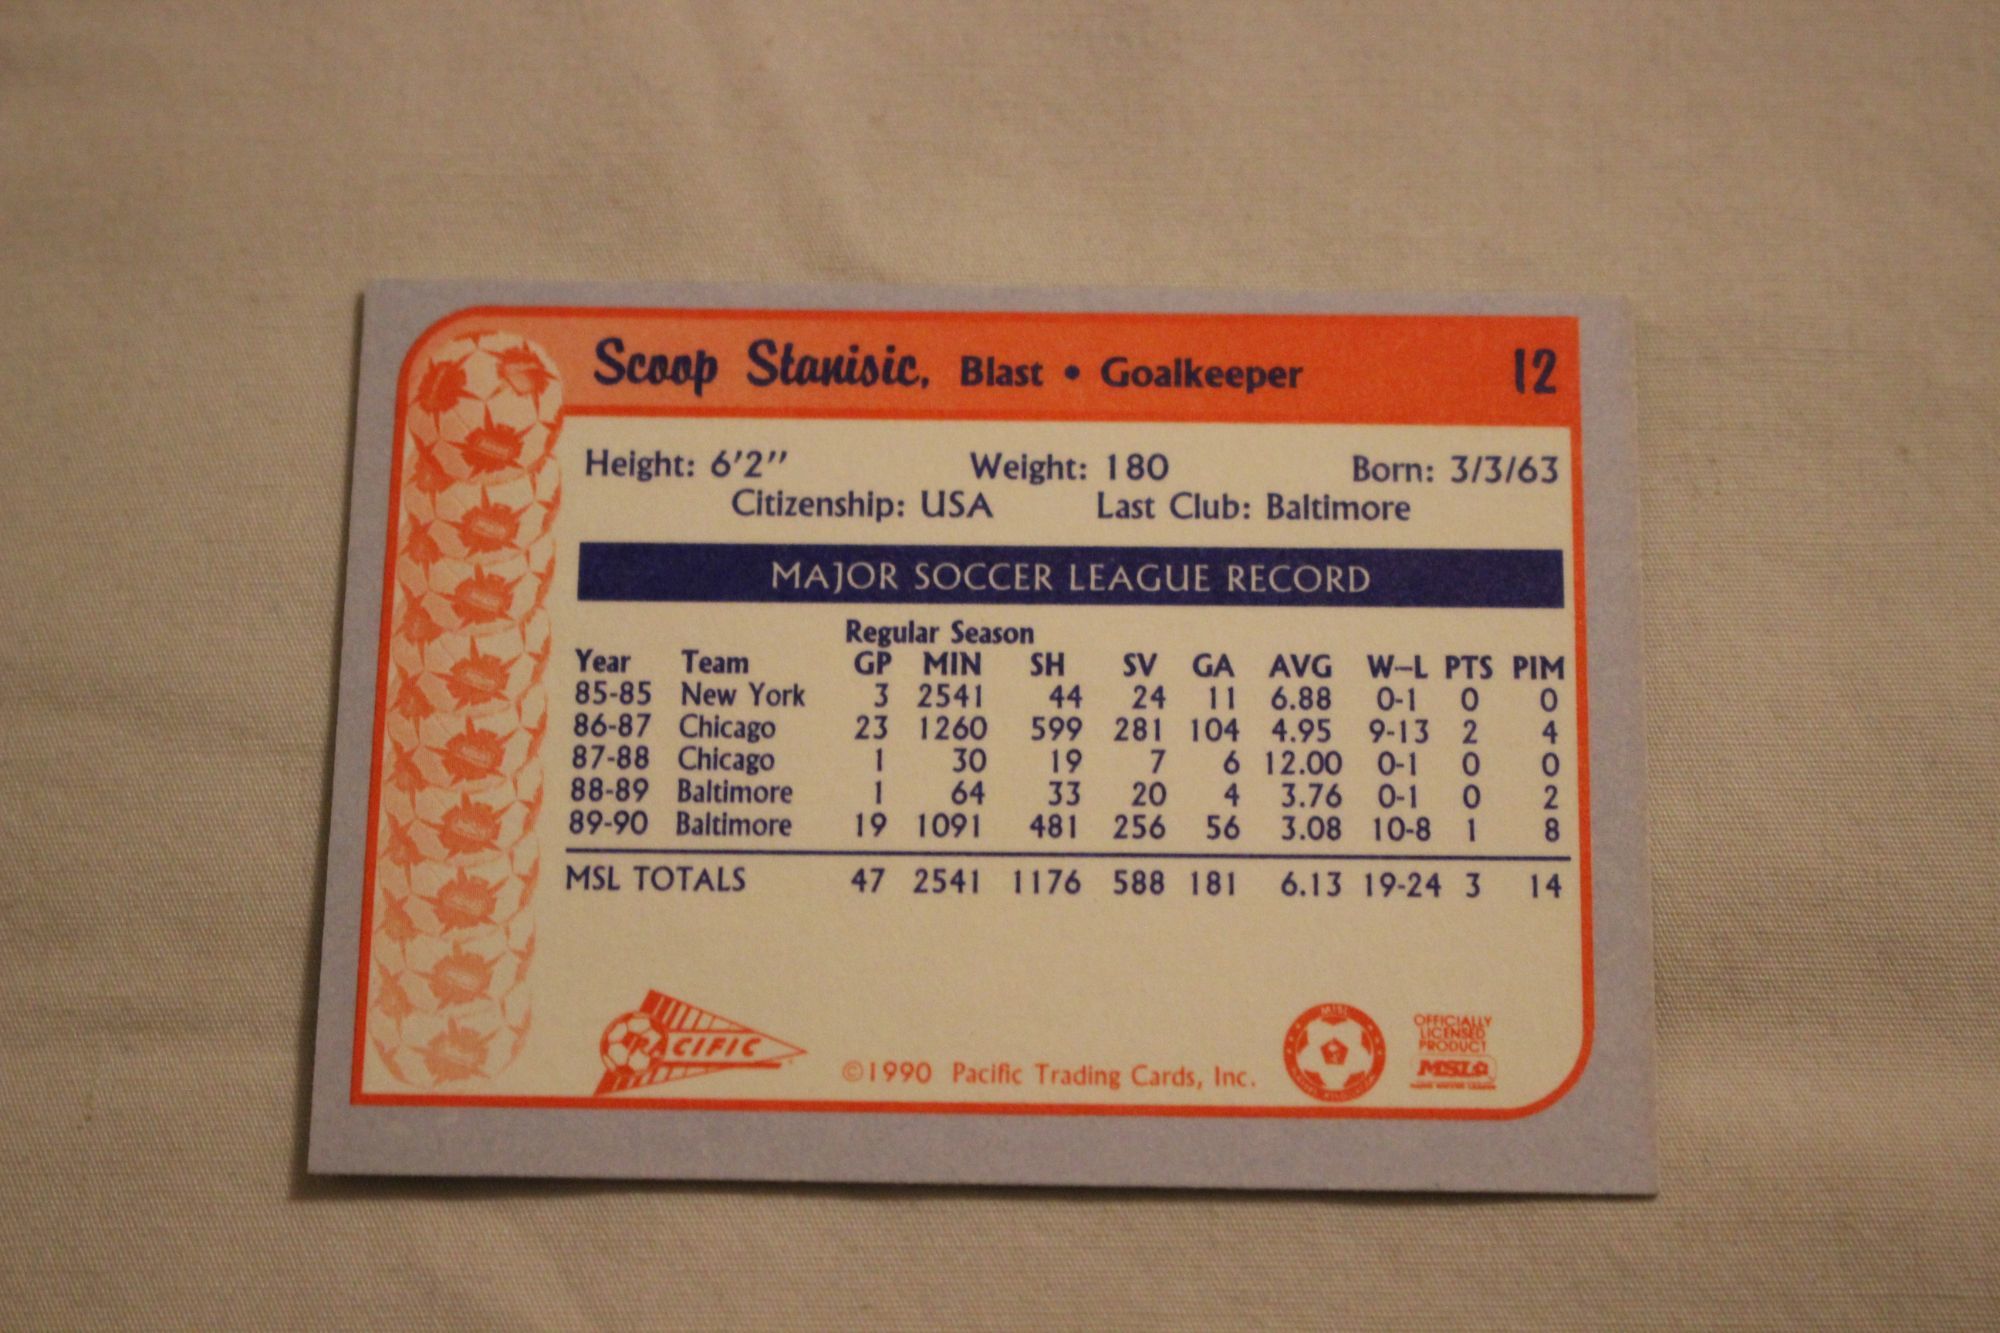 Scoop Stanisic, Blast • Goalkeeper 12
Height: 6'2" Weight: 180 Born: 3/3/63
Citizenship: USA Last Club: Baltimore
MAJOR SOCCER LEAGUE RECORD
Regular Season
Year Team GP MIN SH SV GA AVG W–L PTS PIM
85-85 New York 3 2541 44 24 11 6.88 0-1 0 0
86-87 Chicago 23 1260 599 281 104 4.95 9-13 2 4
87-88 Chicago 1 30 19 7 6 12.00 0-1 0 0
88-89 Baltimore 1 64 33 20 4 3.76 0-1 0 2
89-90 Baltimore 19 1091 481 256 56 3.08 10-8 1 8
MSL TOTALS 47 2541 1176 588 181 6.13 19-24 3 14
PACIFIC
©1990 Pacific Trading Cards, Inc.
MISL
OFFICIALLY
LICENSED
PRODUCT
MSL